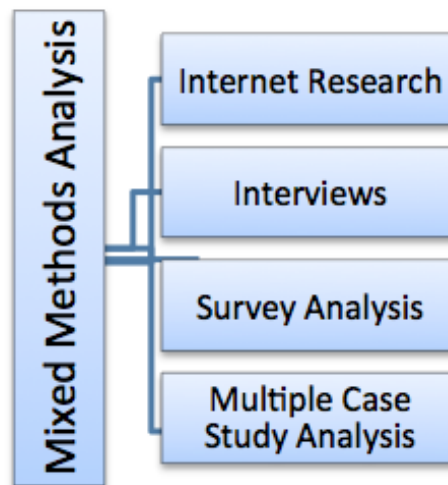 Mixed Methods Analysis
Internet Research
Interviews
Survey Analysis
Multiple Case
Study Analysis